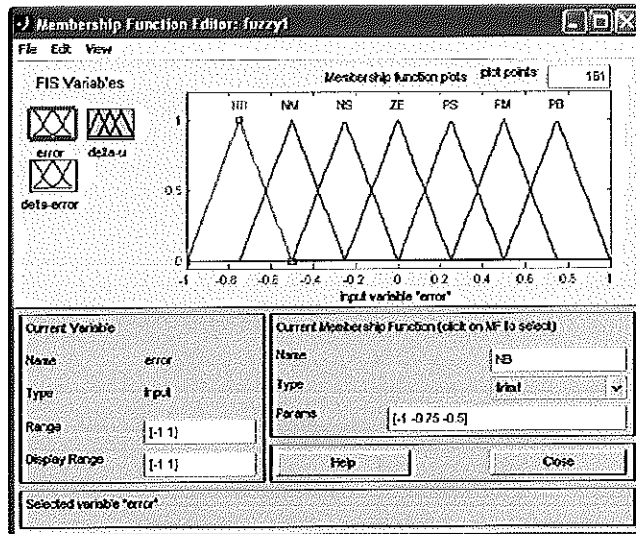 Membership Function Editor: fuzzy1
File Edit View
FIS Variables
Membership function plots
plot points: 181
NB NM NS ZE PS PM PB
error
delta-u
delta-error
1
0.5
0
-1 -0.8 -0.6 -0.4 -0.2 0 0.2 0.4 0.6 0.8 1
input variable "error"
Current Variable
Name error
Type input
Range [-1 1]
Display Range [-1 1]
Current Membership Function (click on MF to select)
Name NB
Type trimf
Params [-1 -0.75 -0.5]
Help
Close
Selected variable "error"